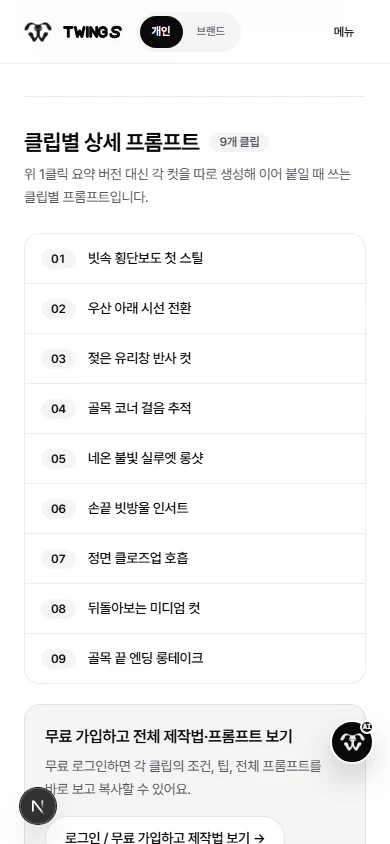 TWINGS 개인 브랜드 메뉴
클립별 상세 프롬프트 9개 클립
위 1클릭 요약 버전 대신 각 컷을 따로 생성해 이어 붙일 때 쓰는
클립별 프롬프트입니다.
01 빗속 횡단보도 첫 스틸
02 우산 아래 시선 전환
03 젖은 유리창 반사 컷
04 골목 코너 걸음 추적
05 네온 불빛 실루엣 롱샷
06 손끝 빗방울 인서트
07 정면 클로즈업 호흡
08 뒤돌아보는 미디엄 컷
09 골목 끝 엔딩 롱테이크
무료 가입하고 전체 제작법·프롬프트 보기
AI
무료 로그인하면 각 클립의 조건, 팁, 전체 프롬프트를
바로 보고 복사할 수 있어요.
N
로그인 / 무료 가입하고 제작법 보기 →